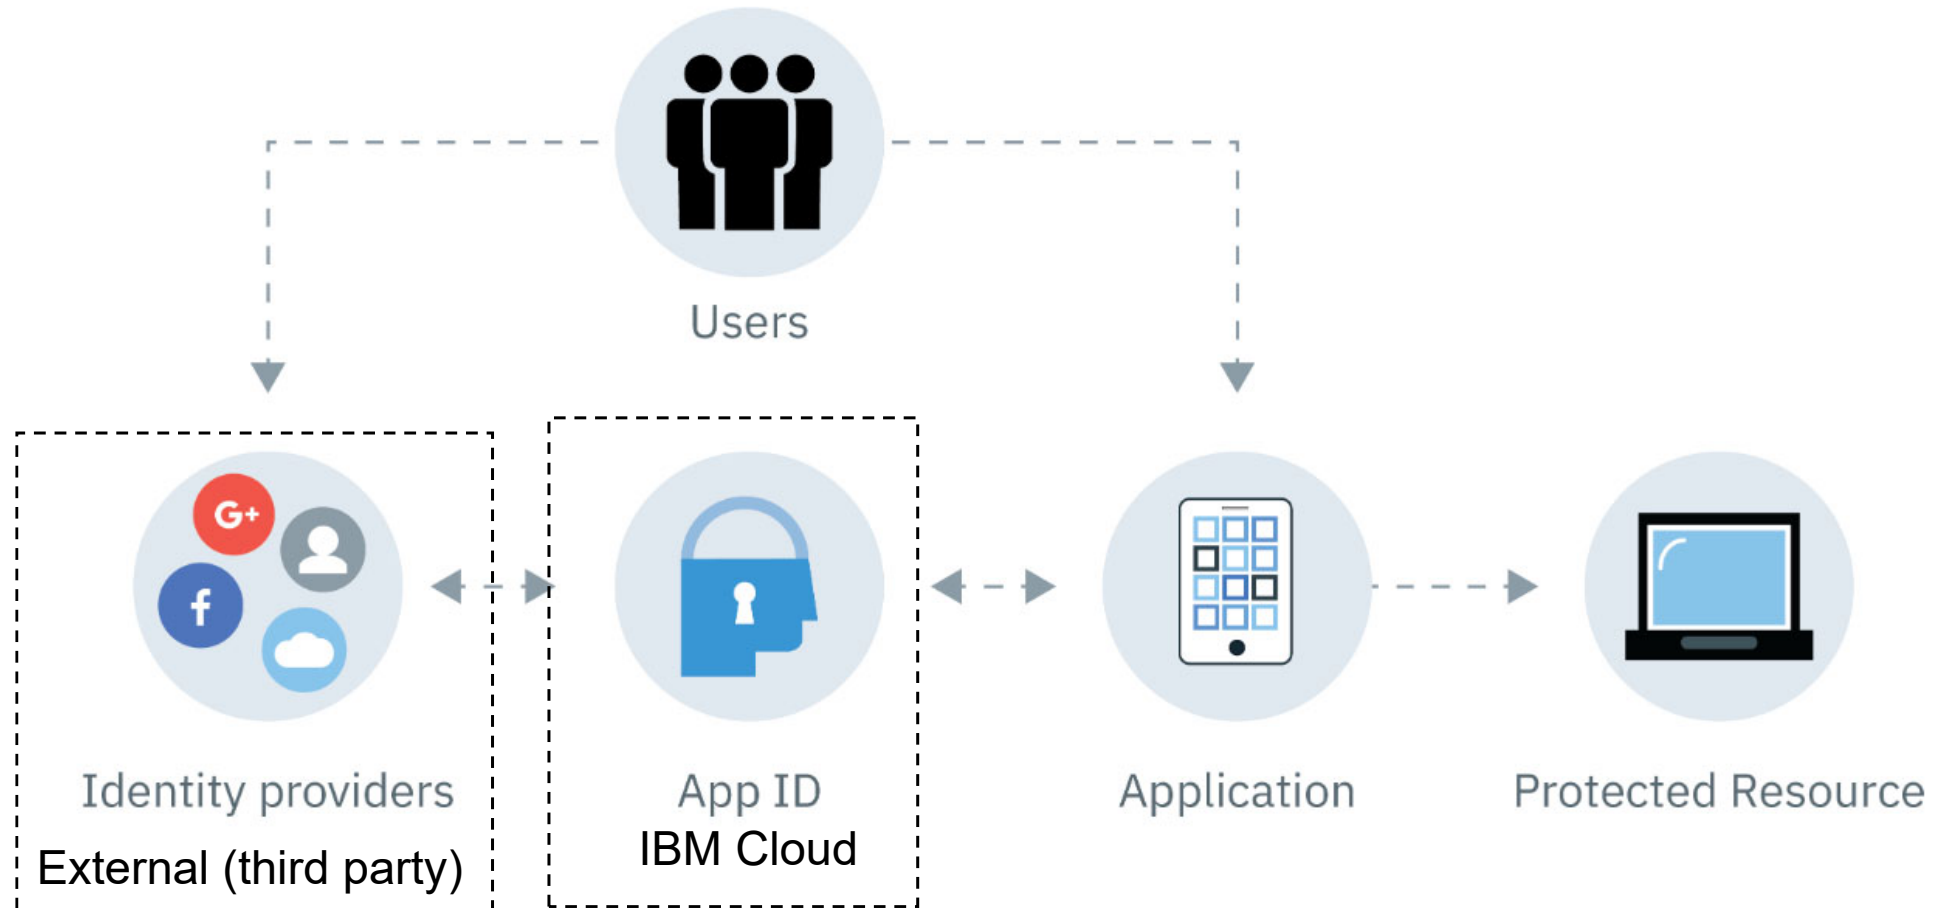 Users
G+
f
Identity providers
External (third party)
App ID
IBM Cloud
Application
Protected Resource